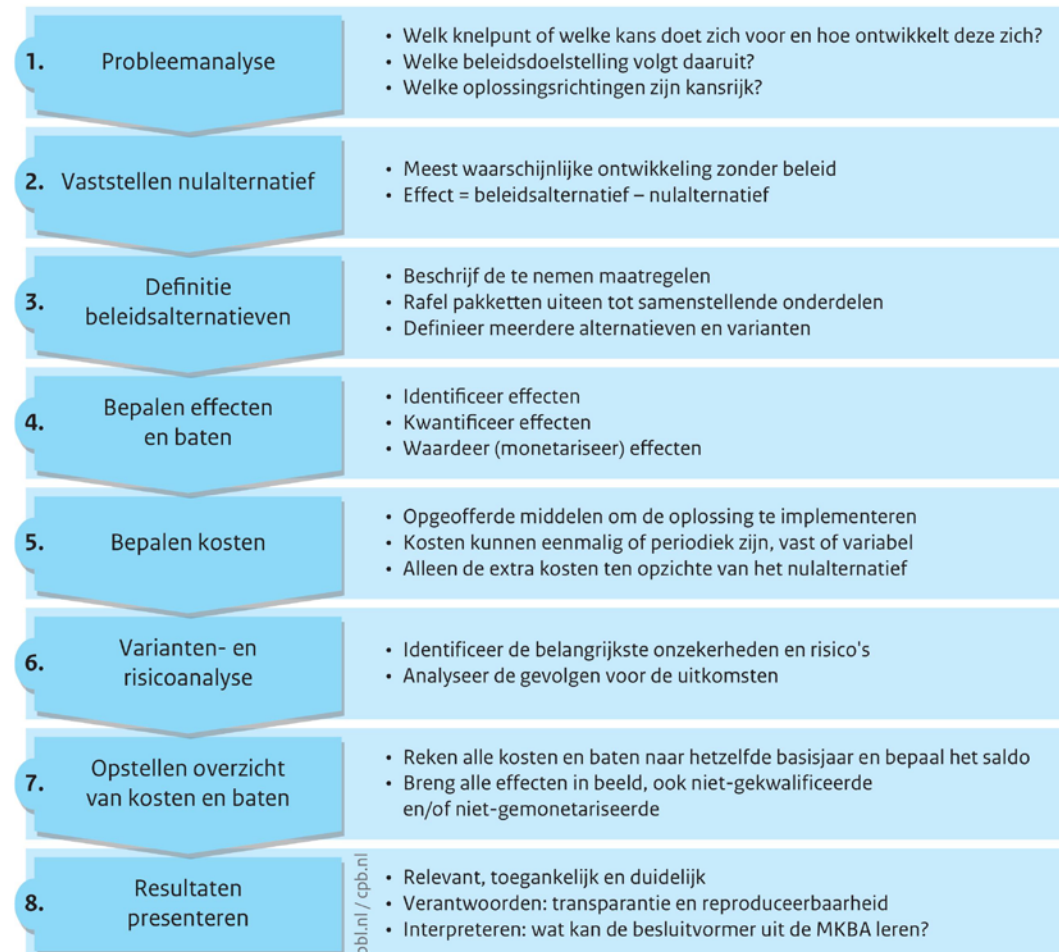 1.
Probleemanalyse
• Welk knelpunt of welke kans doet zich voor en hoe ontwikkelt deze zich?
• Welke beleidsdoelstelling volgt daaruit?
• Welke oplossingsrichtingen zijn kansrijk?
2.
Vaststellen nulalternatief
• Meest waarschijnlijke ontwikkeling zonder beleid
• Effect = beleidsalternatief – nulalternatief
3.
Definitie
beleidsalternatieven
• Beschrijf de te nemen maatregelen
• Rafel pakketten uiteen tot samenstellende onderdelen
• Definieer meerdere alternatieven en varianten
4.
Bepalen effecten
en baten
• Identificeer effecten
• Kwantificeer effecten
• Waardeer (monetariseer) effecten
5.
Bepalen kosten
• Opgeofferde middelen om de oplossing te implementeren
• Kosten kunnen eenmalig of periodiek zijn, vast of variabel
• Alleen de extra kosten ten opzichte van het nulalternatief
6.
Varianten- en
risicoanalyse
• Identificeer de belangrijkste onzekerheden en risico's
• Analyseer de gevolgen voor de uitkomsten
7.
Opstellen overzicht
van kosten en baten
• Reken alle kosten en baten naar hetzelfde basisjaar en bepaal het saldo
• Breng alle effecten in beeld, ook niet-gekwalificeerde
en/of niet-gemonetariseerde
8.
Resultaten
presenteren
pbl.nl / cpb.nl
• Relevant, toegankelijk en duidelijk
• Verantwoorden: transparantie en reproduceerbaarheid
• Interpreteren: wat kan de besluitvormer uit de MKBA leren?